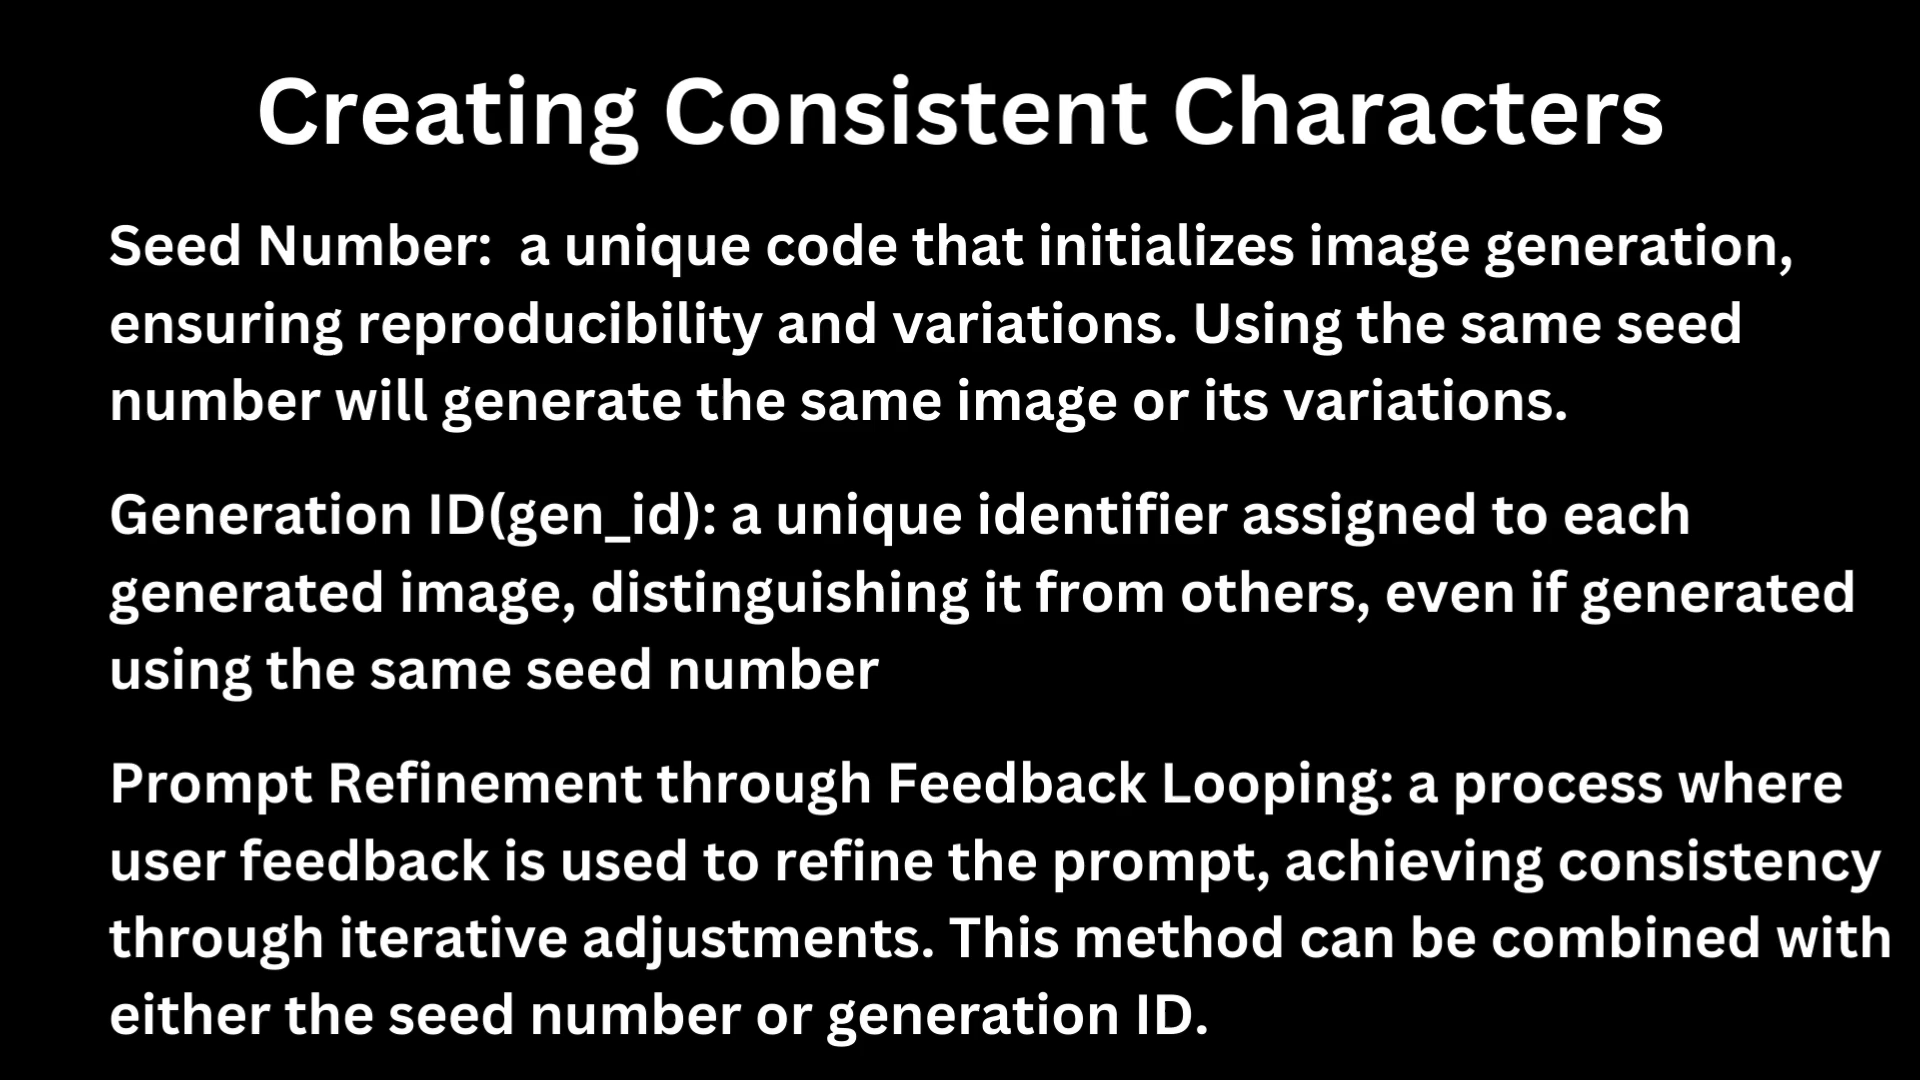 Creating Consistent Characters
Seed Number:  a unique code that initializes image generation,
ensuring reproducibility and variations. Using the same seed
number will generate the same image or its variations.
Generation ID(gen_id): a unique identifier assigned to each
generated image, distinguishing it from others, even if generated
using the same seed number
Prompt Refinement through Feedback Looping: a process where
user feedback is used to refine the prompt, achieving consistency
through iterative adjustments. This method can be combined with
either the seed number or generation ID.